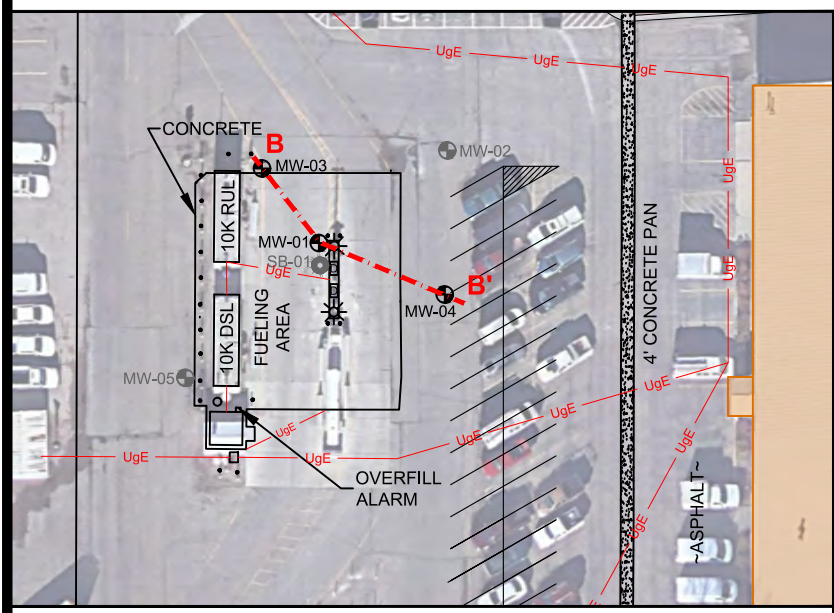 UgE
UgE
UgE
CONCRETE
B
MW-03
MW-02
10K RUL
MW-01
SB-01
UgE
UgE
B'
MW-04
4' CONCRETE PAN
FUELING
AREA
10K DSL
MW-05
UgE
UgE
UgE
UgE
UgE
UgE
OVERFILL
ALARM
UgE
~ASPHALT~